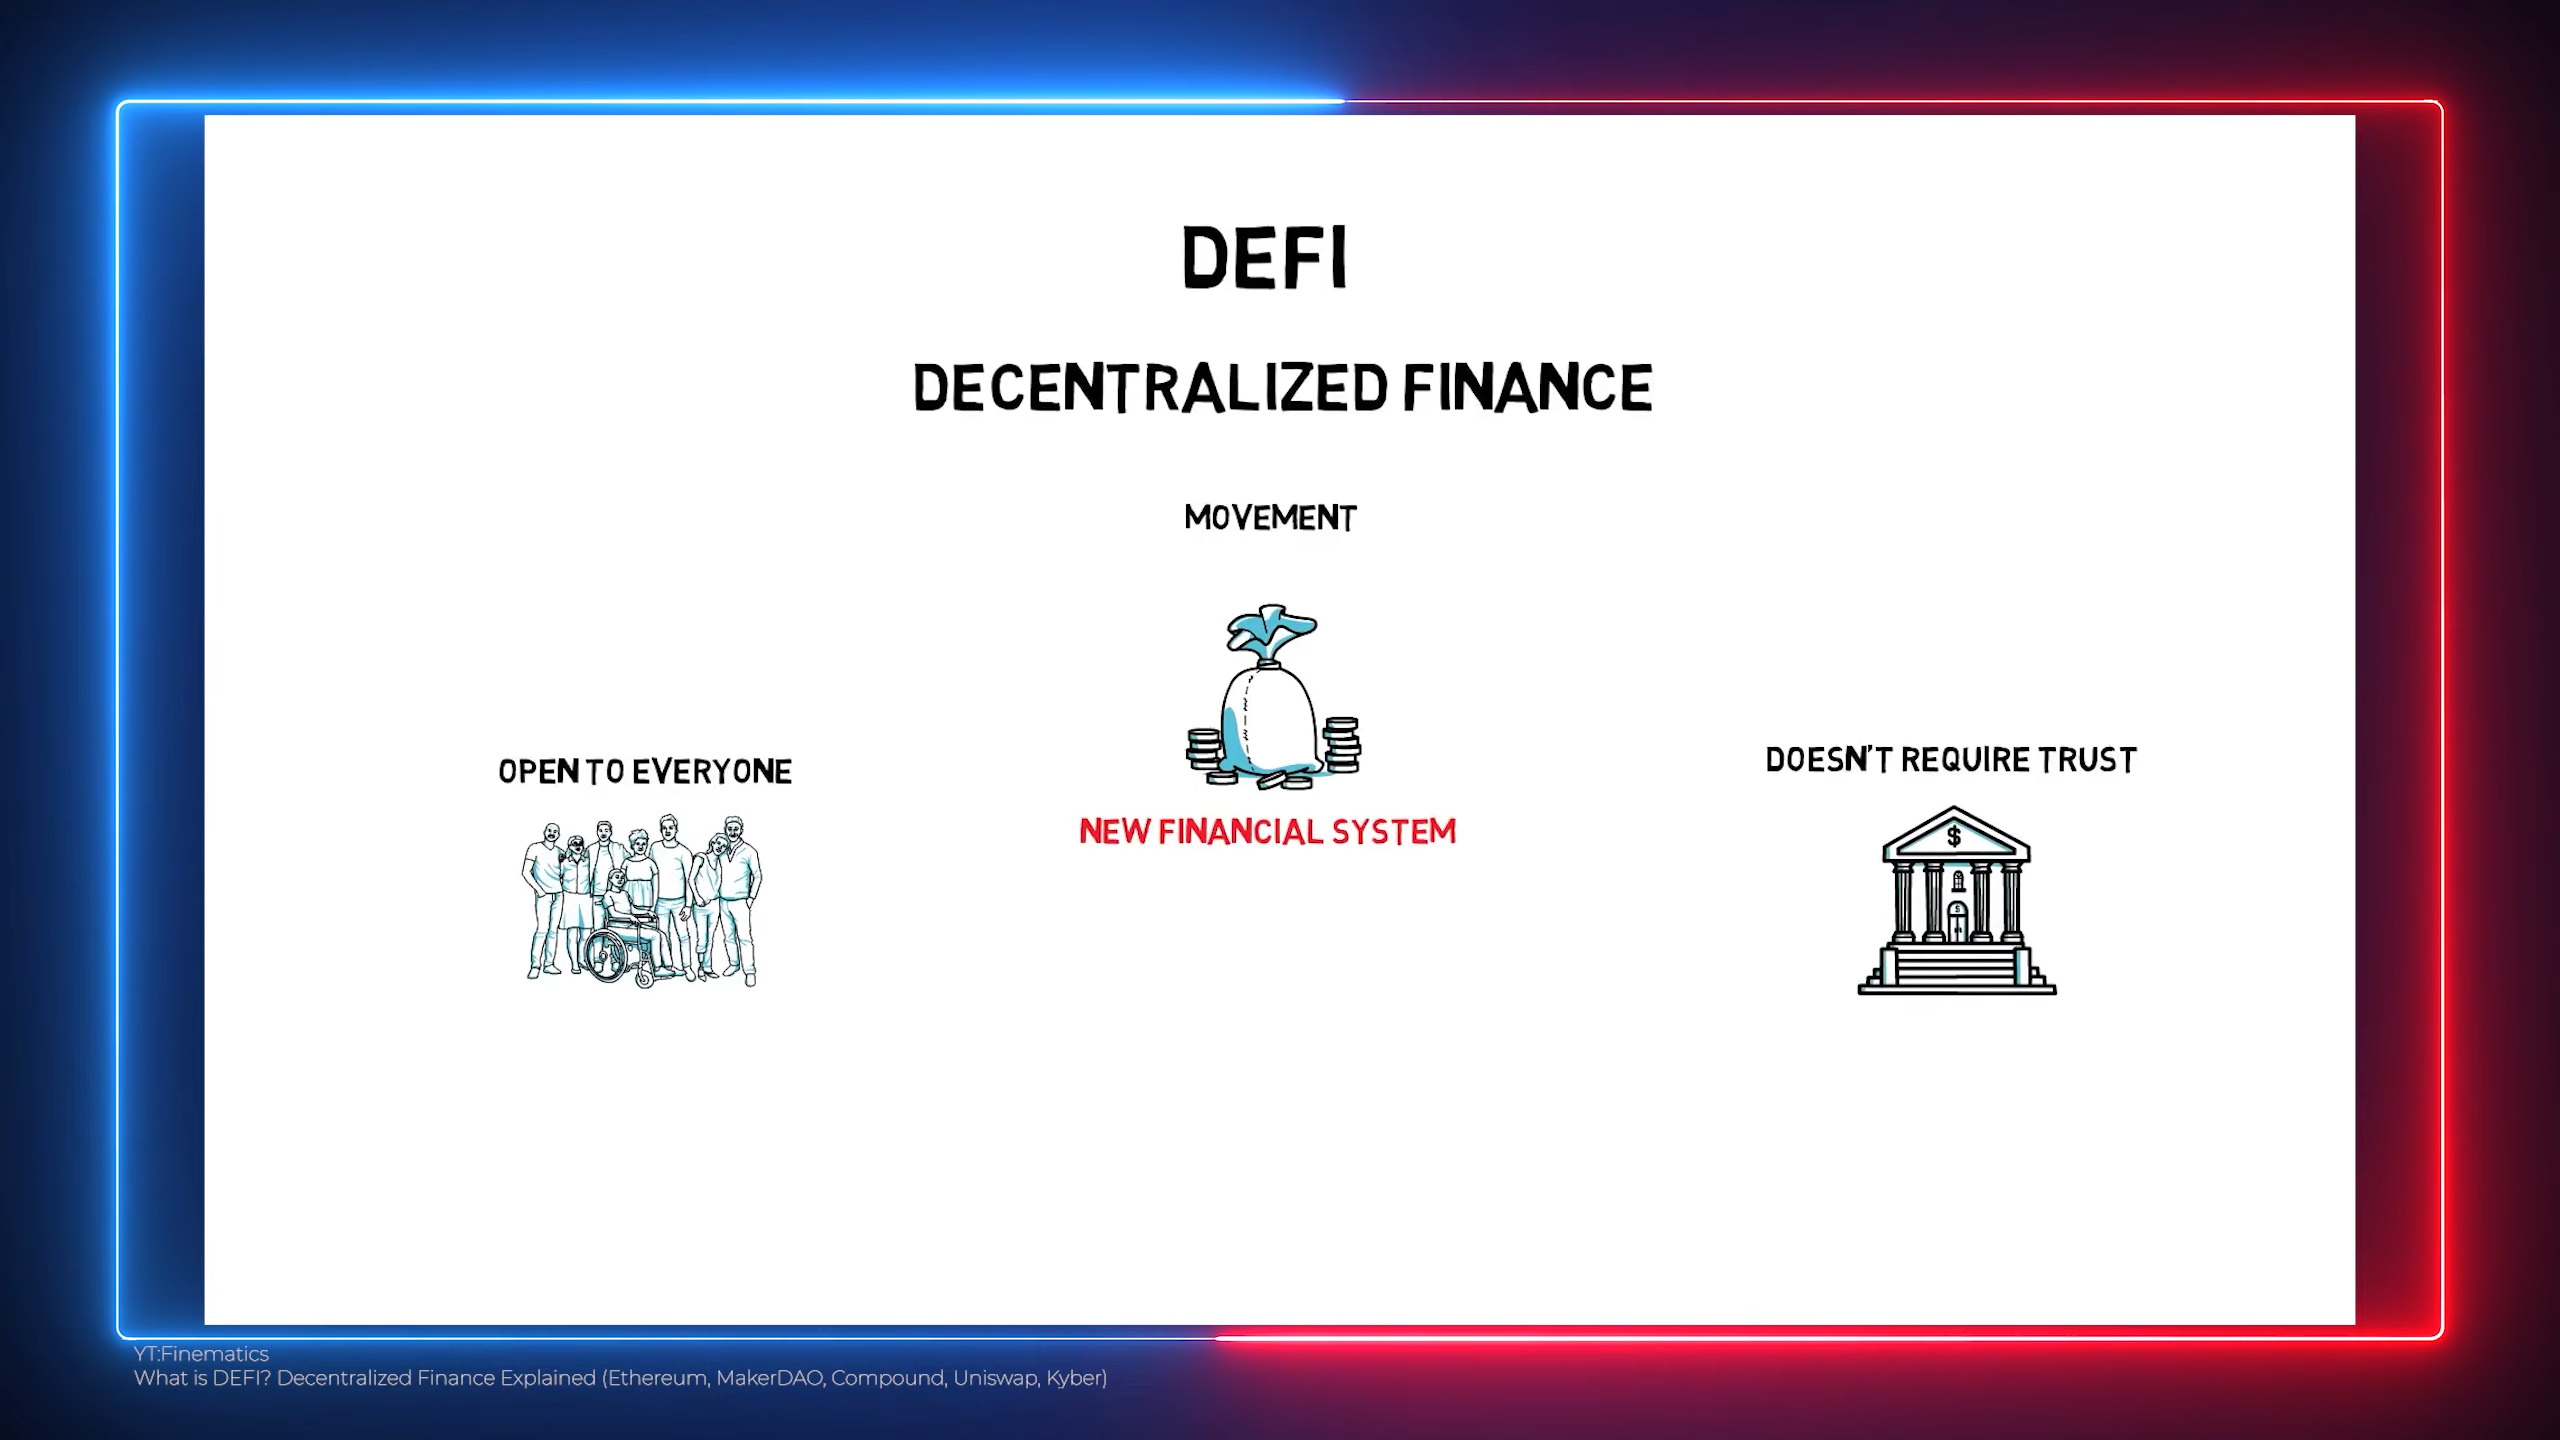 DEFI
DECENTRALIZED FINANCE
MOVEMENT
OPEN TO EVERYONE
DOESN'T REQUIRE TRUST
$
NEW FINANCIAL SYSTEM
YT:Finematics
What is DEFI? Decentralized Finance Explained (Ethereum, MakerDAO, Compound, Uniswap, Kyber)